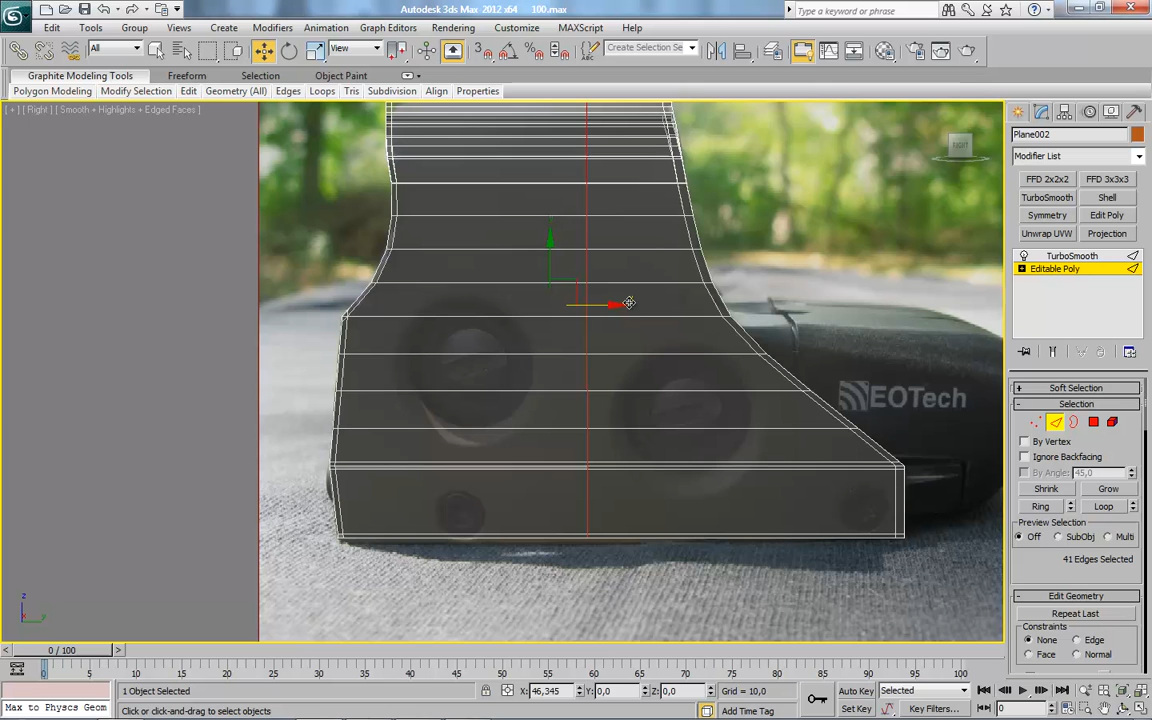 Autodesk 3ds Max 2012 x64 100.max
Type a keyword or phrase
Edit Tools Group Views Create Modifiers Animation Graph Editors Rendering Customize MAXScript Help
All View Create Selection Se
Graphite Modeling Tools Freeform Selection Object Paint
Polygon Modeling Modify Selection Edit Geometry (All) Edges Loops Tris Subdivision Align Properties
[ + ] [ Right ] [ Smooth + Highlights + Edged Faces ]
Plane002
Modifier List
FFD 2x2x2 FFD 3x3x3
TurboSmooth Shell
Symmetry Edit Poly
Unwrap UVW Projection
TurboSmooth
Editable Poly
EOTech
+ Soft Selection
- Selection
By Vertex
Ignore Backfacing
By Angle: 45,0
Shrink Grow
Ring Loop
Preview Selection
Off SubObj Multi
41 Edges Selected
- Edit Geometry
Repeat Last
Constraints
None Edge
Face Normal
z
x y
0 / 100
0 5 10 15 20 25 30 35 40 45 50 55 60 65 70 75 80 85 90 95 100
1 Object Selected X: 46,345 Y: 0,0 Z: 0,0 Grid = 10,0 Auto Key Selected
Max to Physcs Geom Click or click-and-drag to select objects Add Time Tag Set Key Key Filters... 0